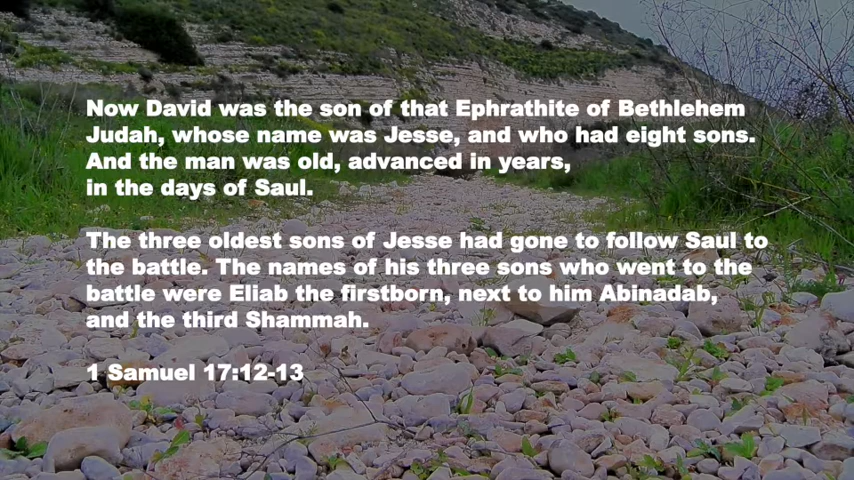 Now David was the son of that Ephrathite of Bethlehem
Judah, whose name was Jesse, and who had eight sons.
And the man was old, advanced in years,
in the days of Saul.
The three oldest sons of Jesse had gone to follow Saul to
the battle. The names of his three sons who went to the
battle were Eliab the firstborn, next to him Abinadab,
and the third Shammah.
1 Samuel 17:12-13